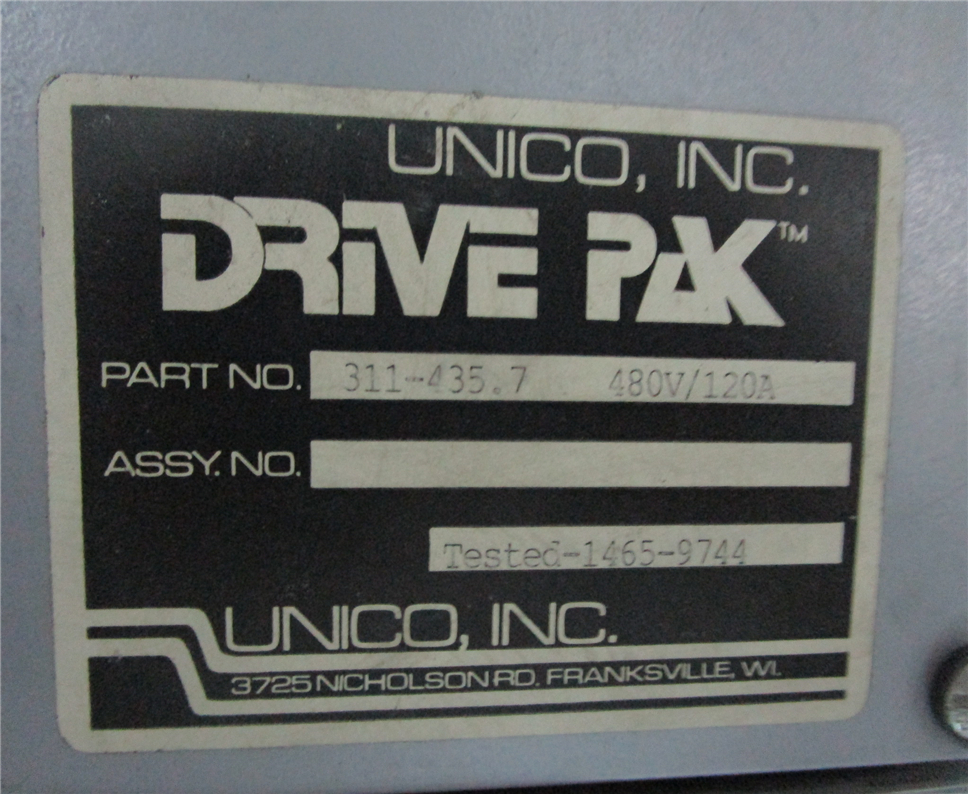 UNICO, INC.
DRIVE PAK™
PART NO. 311-435.7 480V/120A
ASSY. NO.
Tested-1465-9744
UNICO, INC.
3725 NICHOLSON RD. FRANKSVILLE, WI.